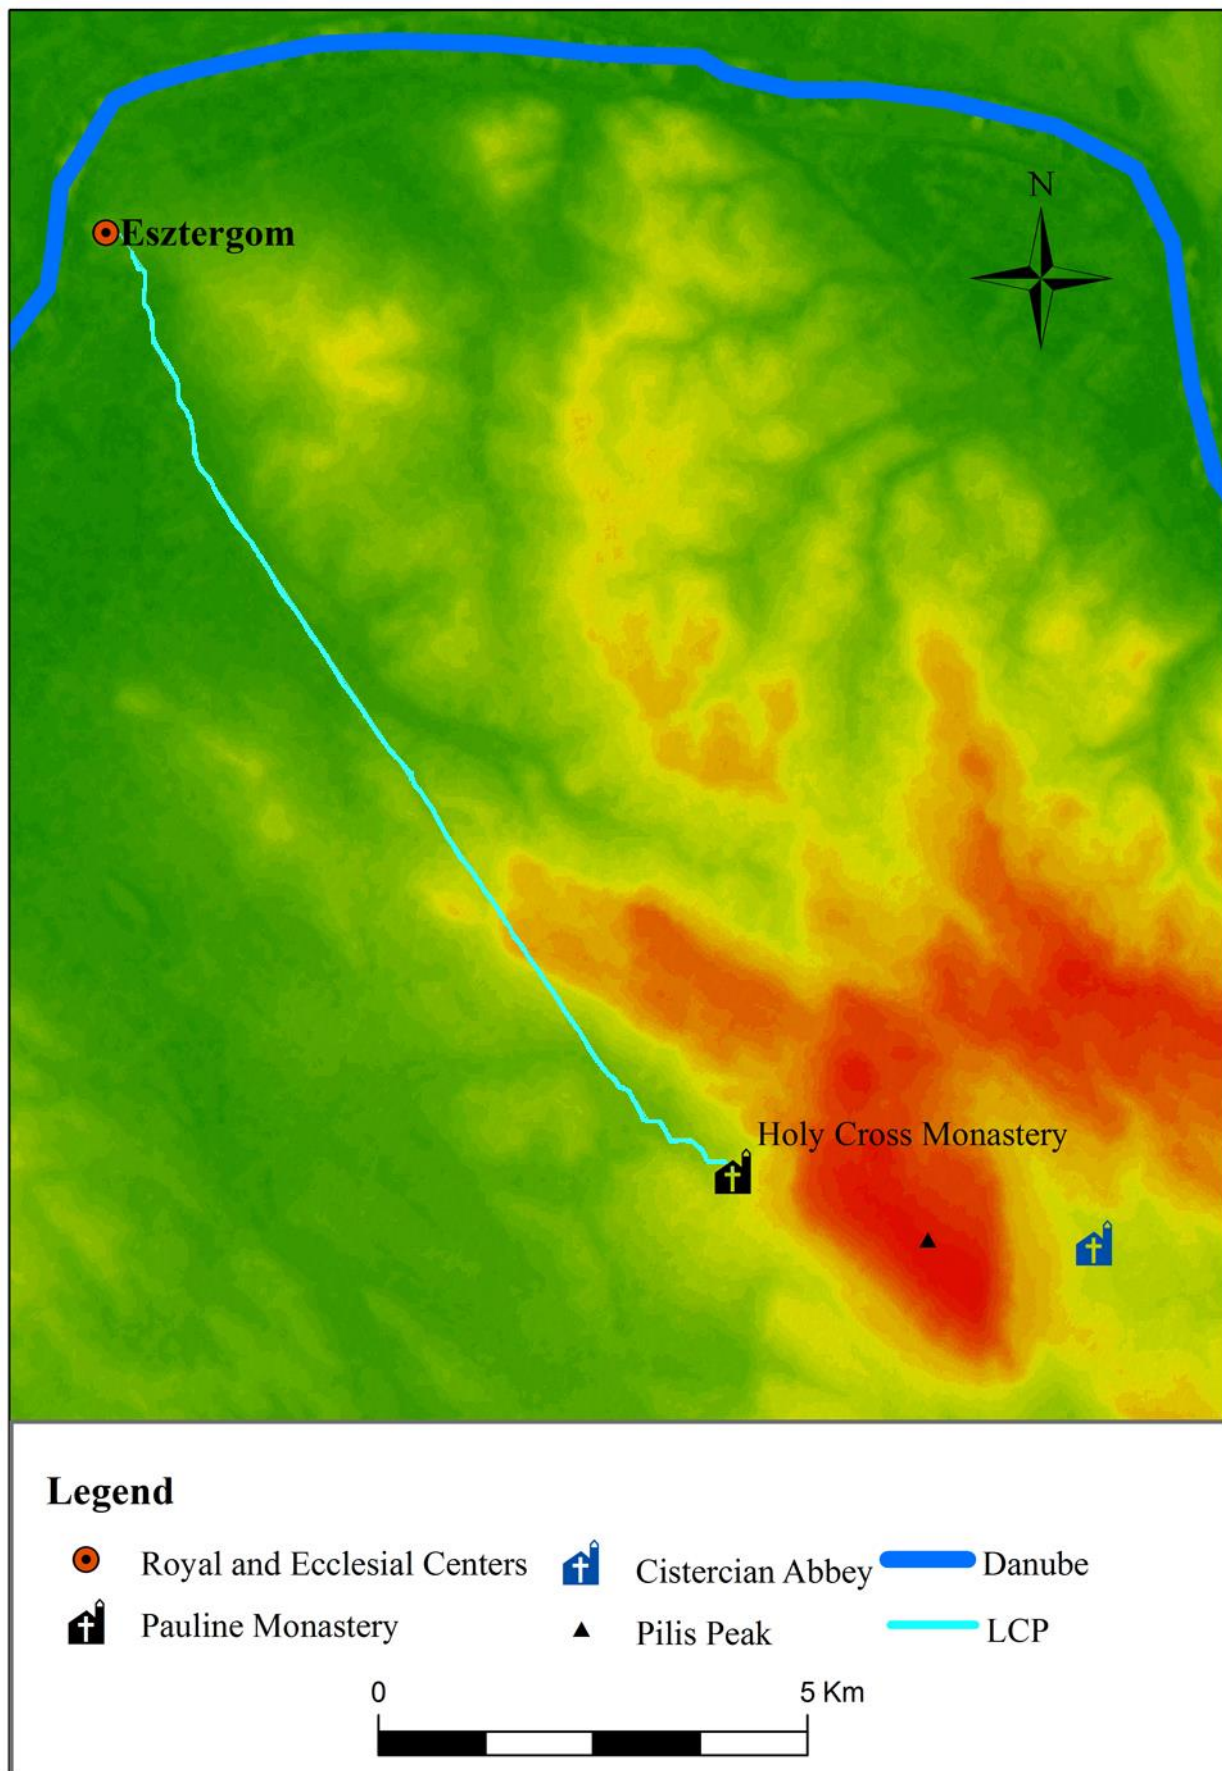 N
Esztergom
Holy Cross Monastery
Legend
Royal and Ecclesial Centers
Cistercian Abbey
Danube
Pauline Monastery
Pilis Peak
LCP
0
5 Km